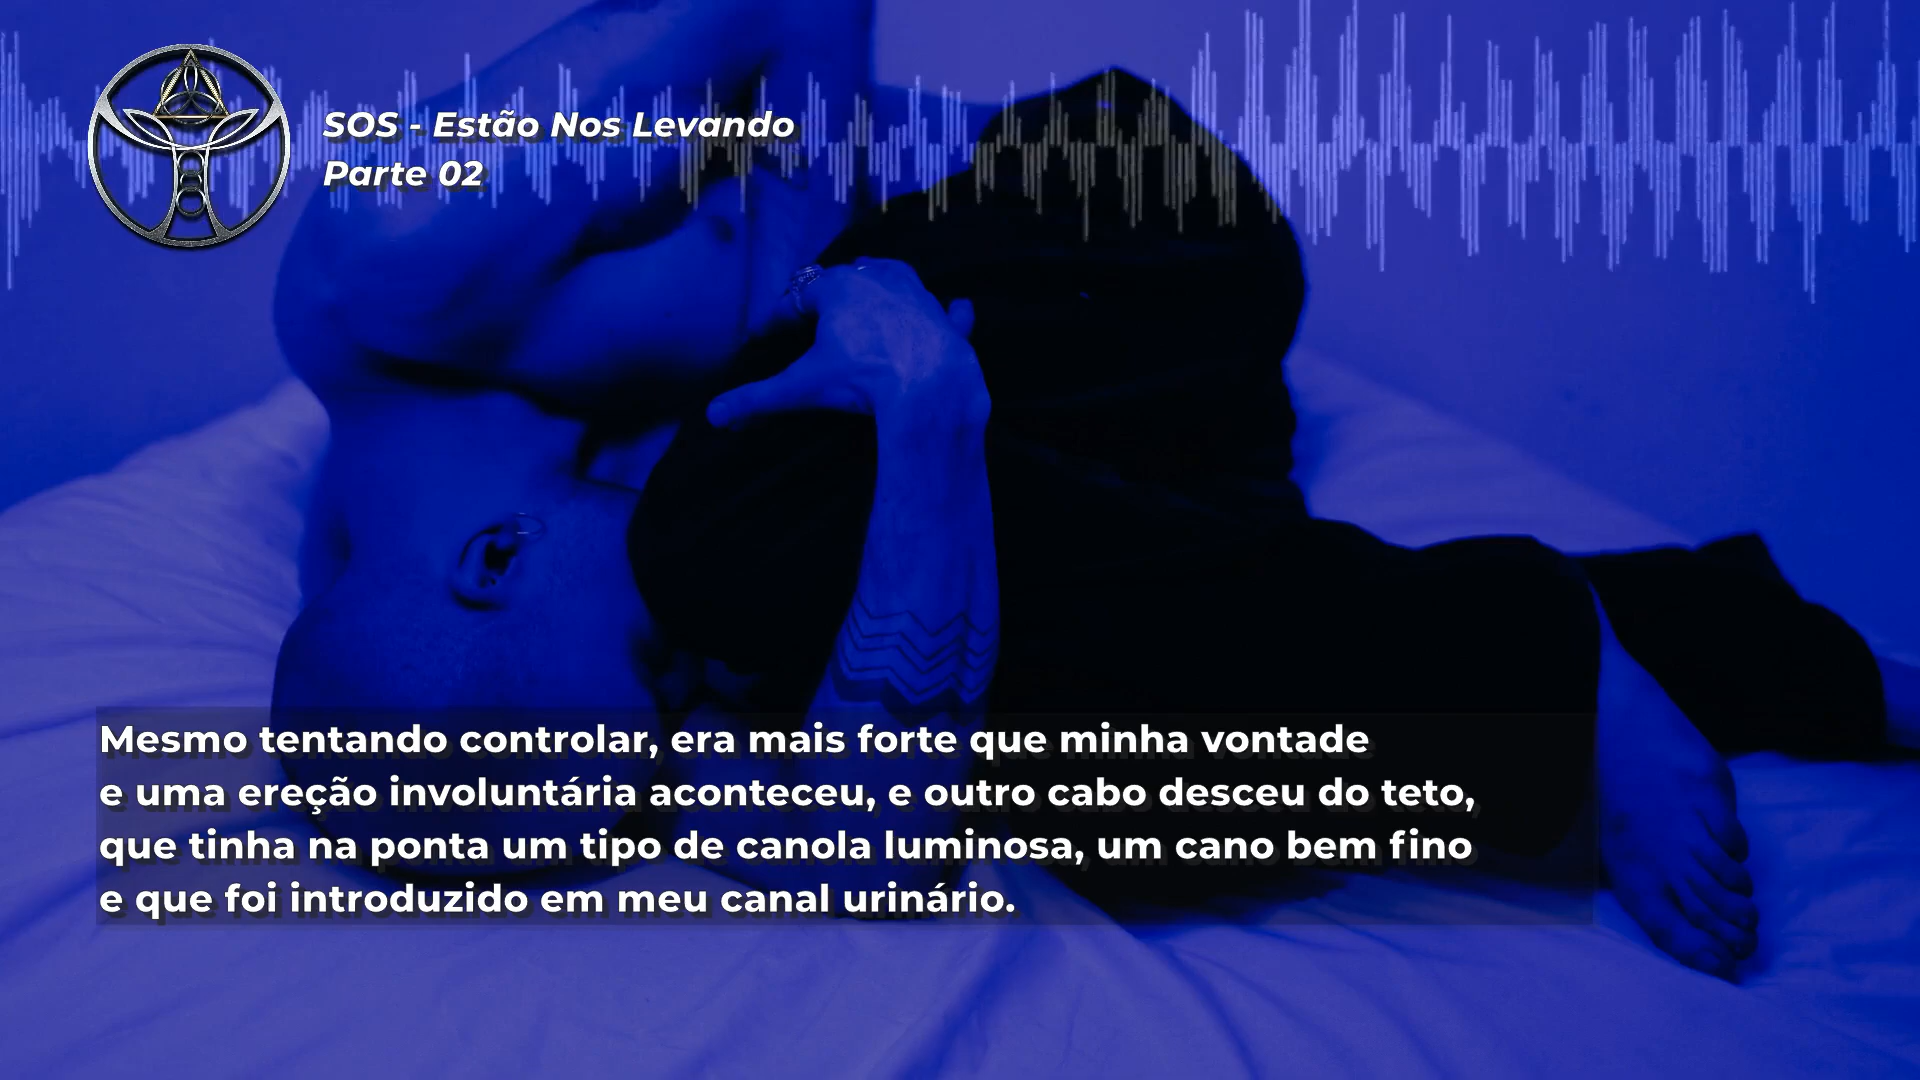 SOS - Estão Nos Levando
Parte 02
Mesmo tentando controlar, era mais forte que minha vontade
e uma ereção involuntária aconteceu, e outro cabo desceu do teto,
que tinha na ponta um tipo de canola luminosa, um cano bem fino
e que foi introduzido em meu canal urinário.